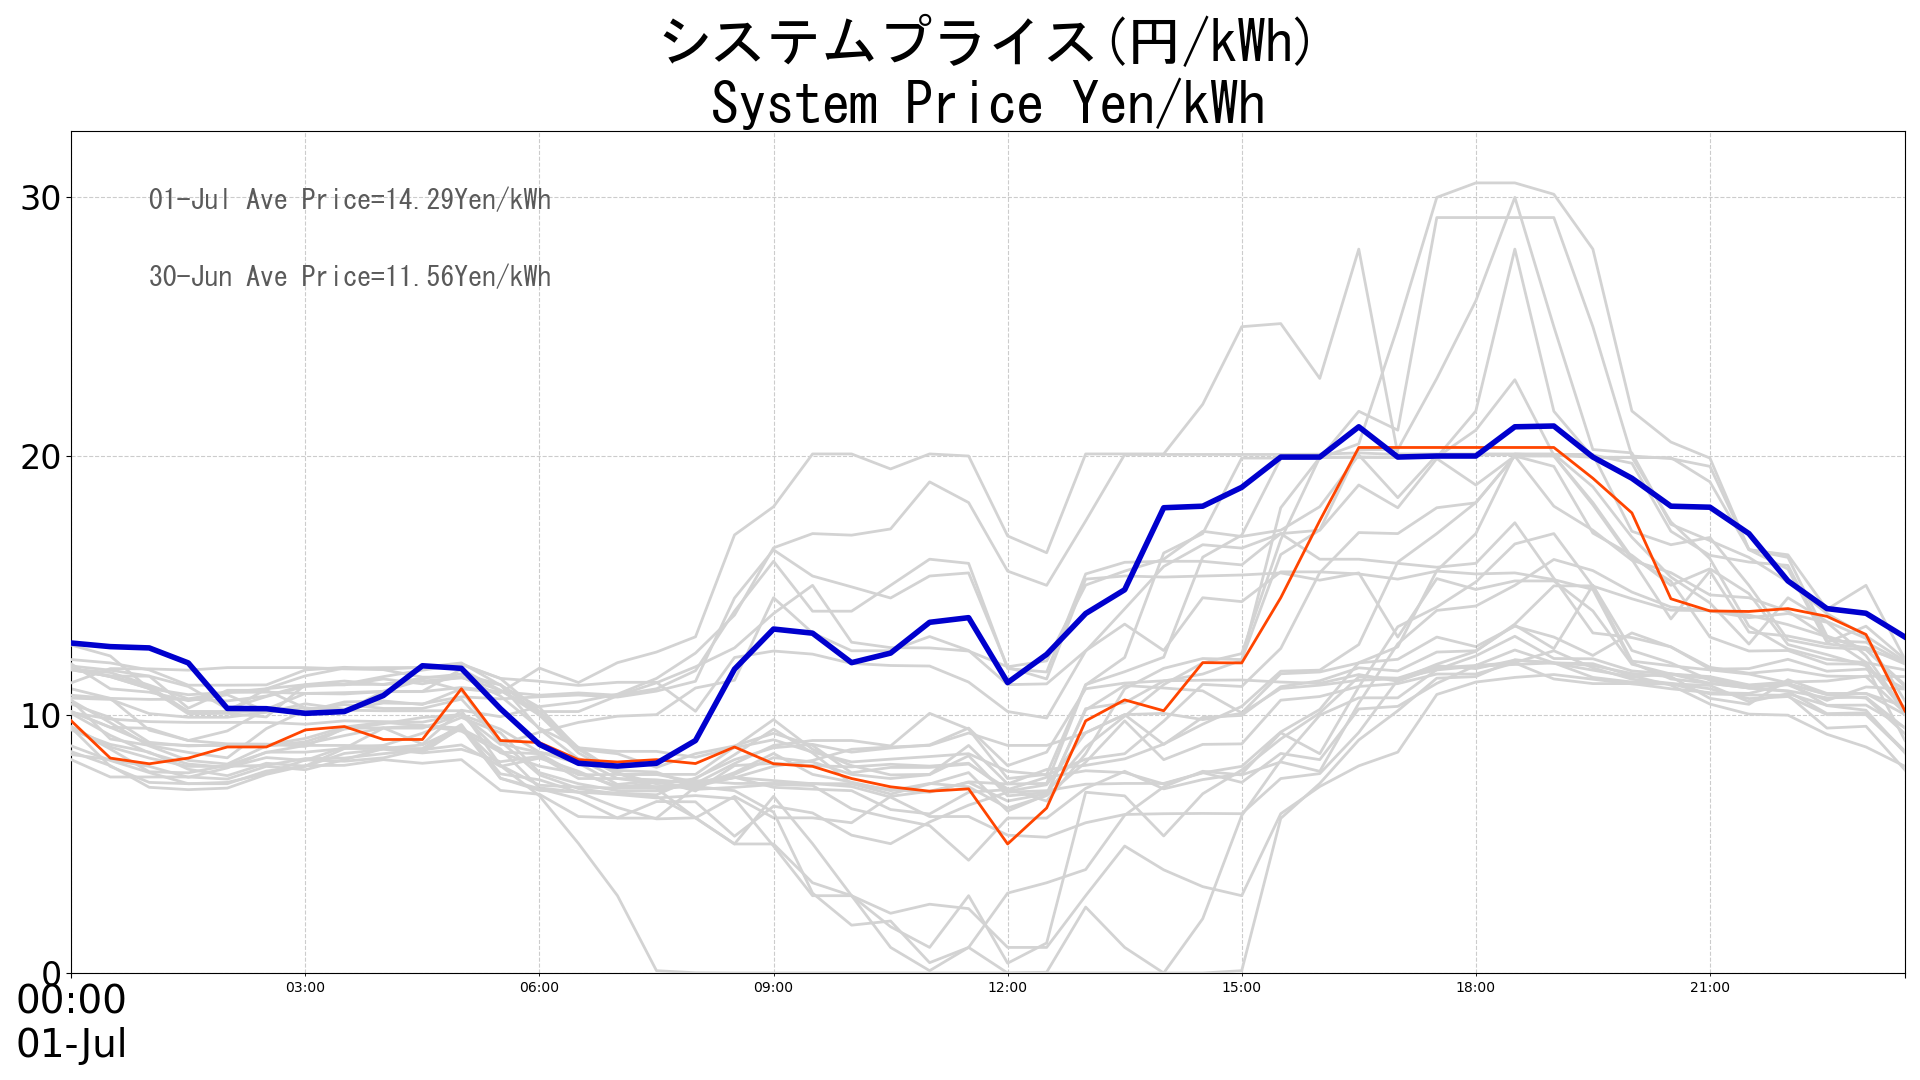 システムプライス(円/kWh)
System Price Yen/kWh
30
01-Jul Ave Price=14.29Yen/kWh
30-Jun Ave Price=11.56Yen/kWh
20
10
0
00:00
03:00
06:00
09:00
12:00
15:00
18:00
21:00
01-Jul